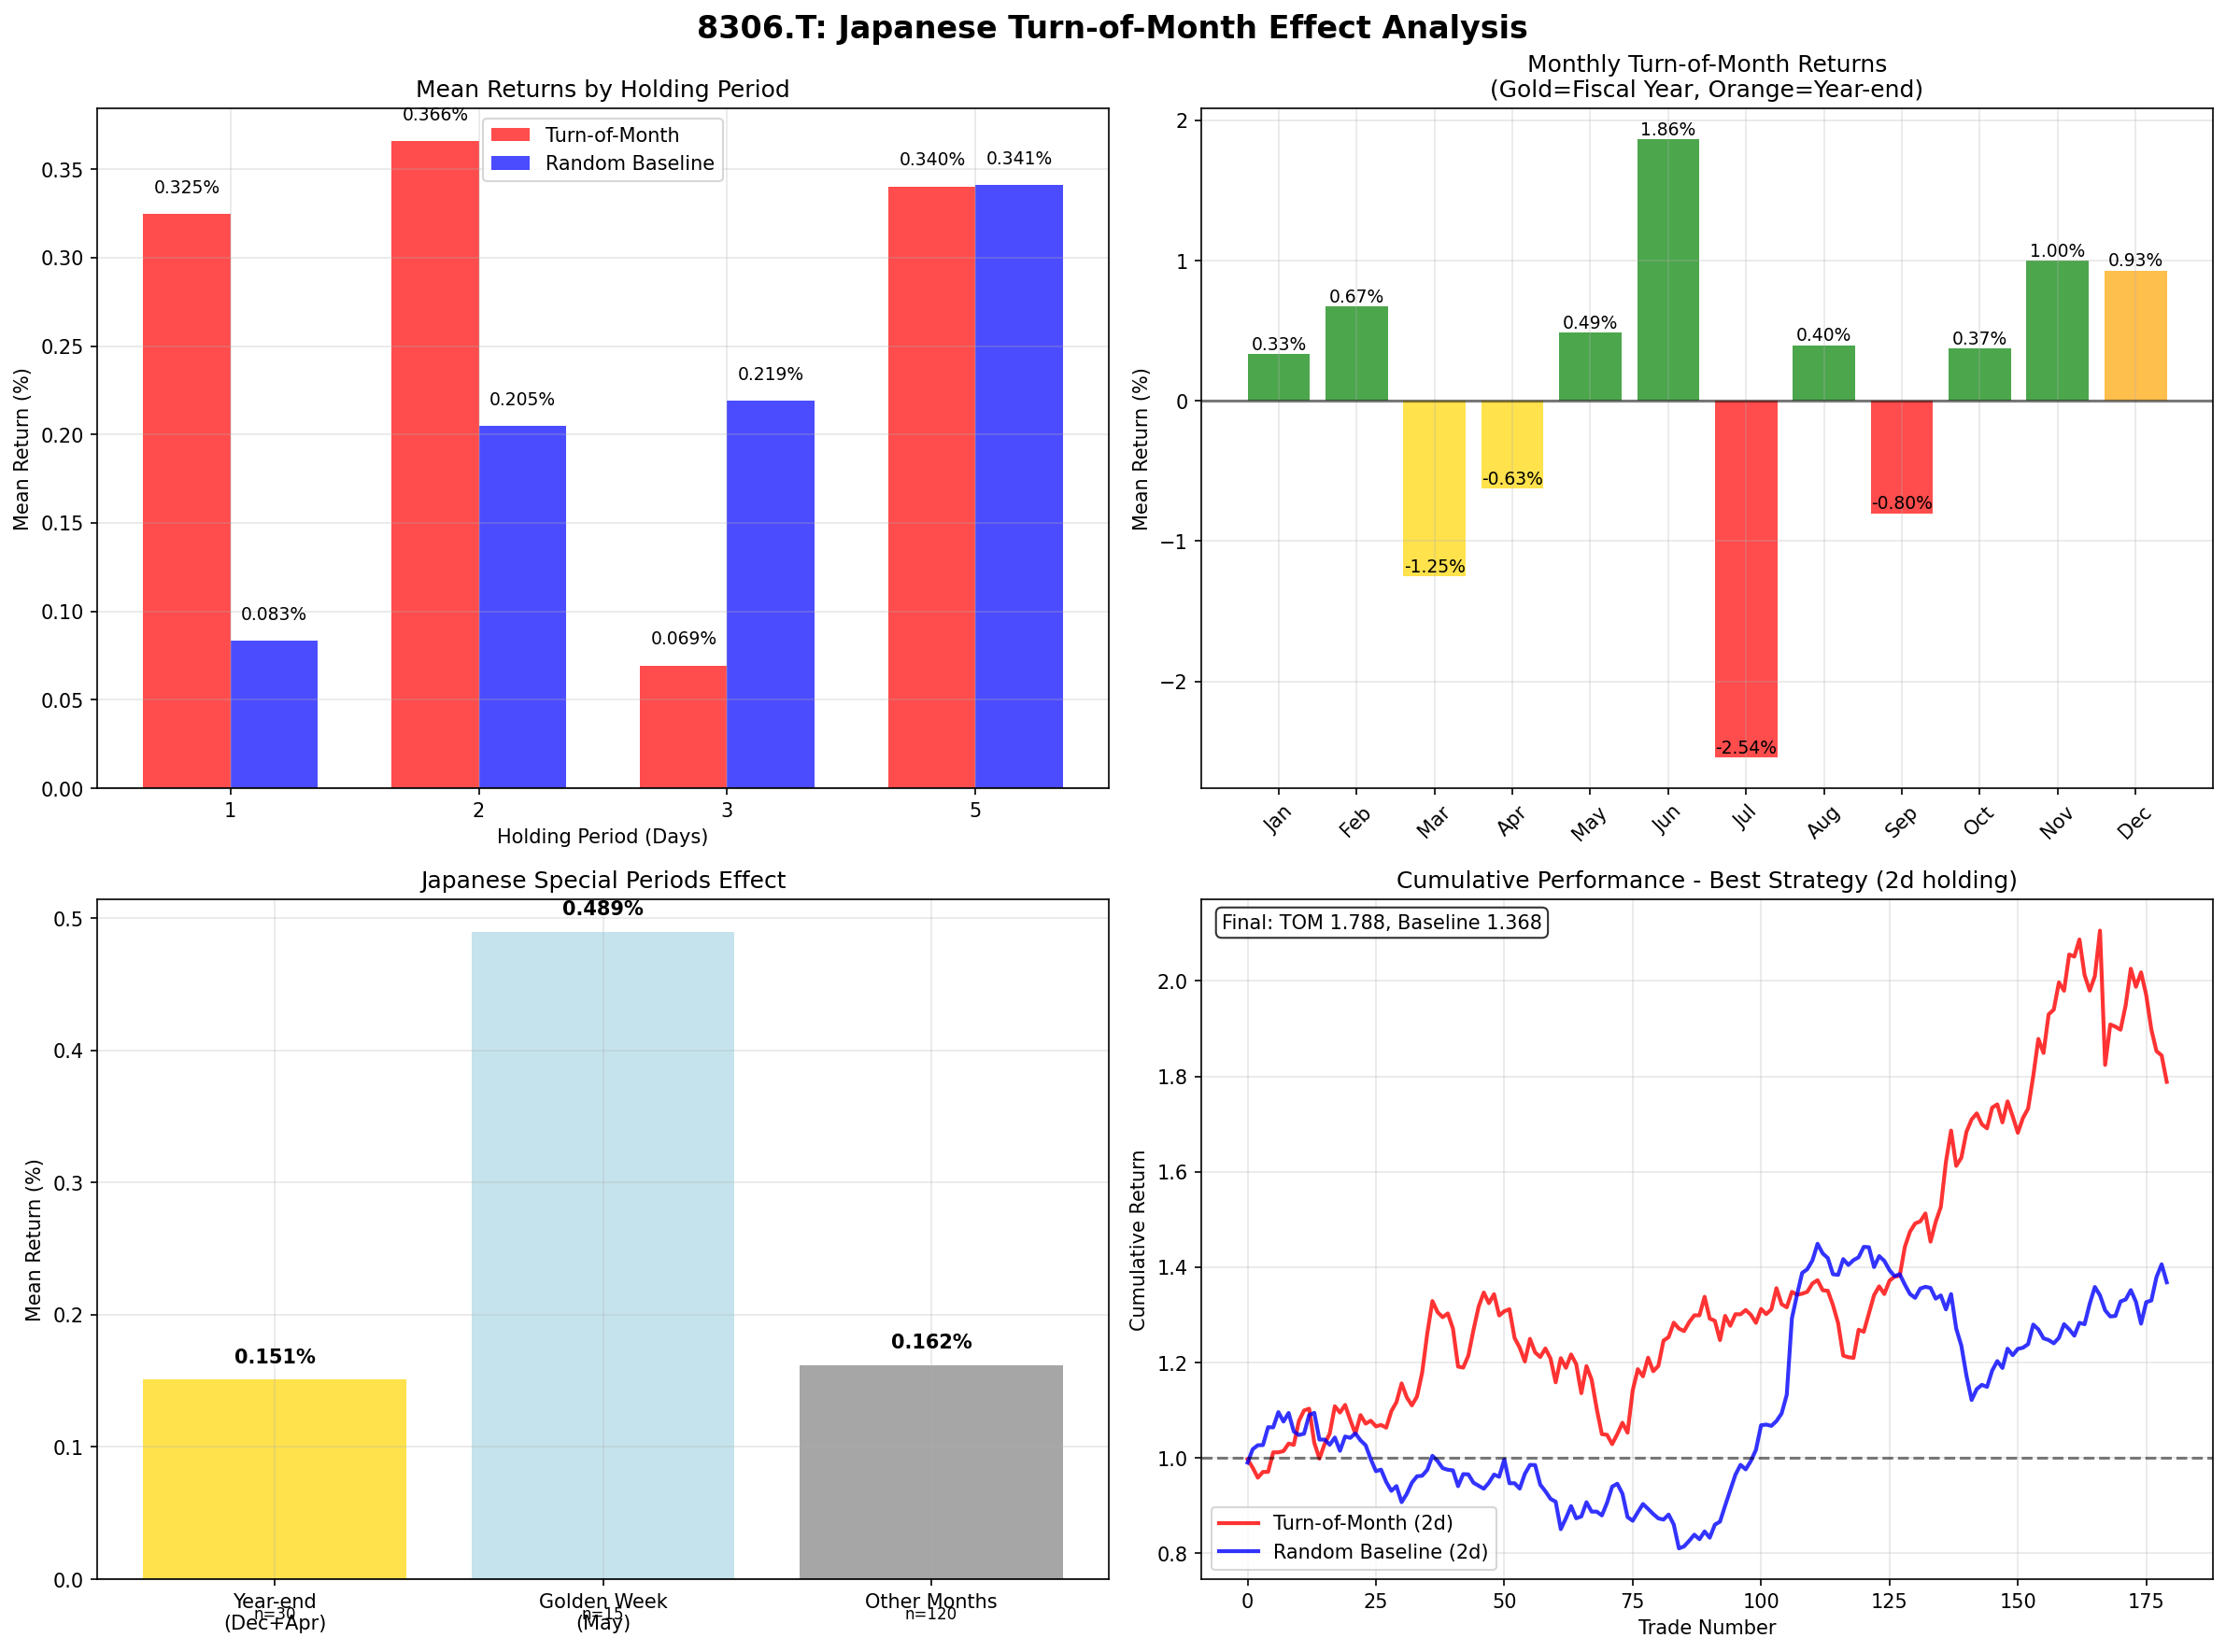 8306.T: Japanese Turn-of-Month Effect Analysis
Mean Returns by Holding Period
0.366%
Turn-of-Month
Random Baseline
0.325%
0.083%
0.205%
0.069%
0.219%
0.340%
0.341%
Mean Return (%)
0.35
0.30
0.25
0.20
0.15
0.10
0.05
0.00
1
2
3
5
Holding Period (Days)
Monthly Turn-of-Month Returns
(Gold=Fiscal Year, Orange=Year-end)
Mean Return (%)
2
1
0
−1
−2
0.33%
0.67%
-1.25%
-0.63%
0.49%
1.86%
-2.54%
0.40%
-0.80%
0.37%
1.00%
0.93%
Jan
Feb
Mar
Apr
May
Jun
Jul
Aug
Sep
Oct
Nov
Dec
Japanese Special Periods Effect
Mean Return (%)
0.5
0.4
0.3
0.2
0.1
0.0
0.151%
0.489%
0.162%
Year-end
(Dec+Apr)
n=30
Golden Week
(May)
n=15
Other Months
n=120
Cumulative Performance - Best Strategy (2d holding)
Final: TOM 1.788, Baseline 1.368
Cumulative Return
2.0
1.8
1.6
1.4
1.2
1.0
0.8
Turn-of-Month (2d)
Random Baseline (2d)
0
25
50
75
100
125
150
175
Trade Number